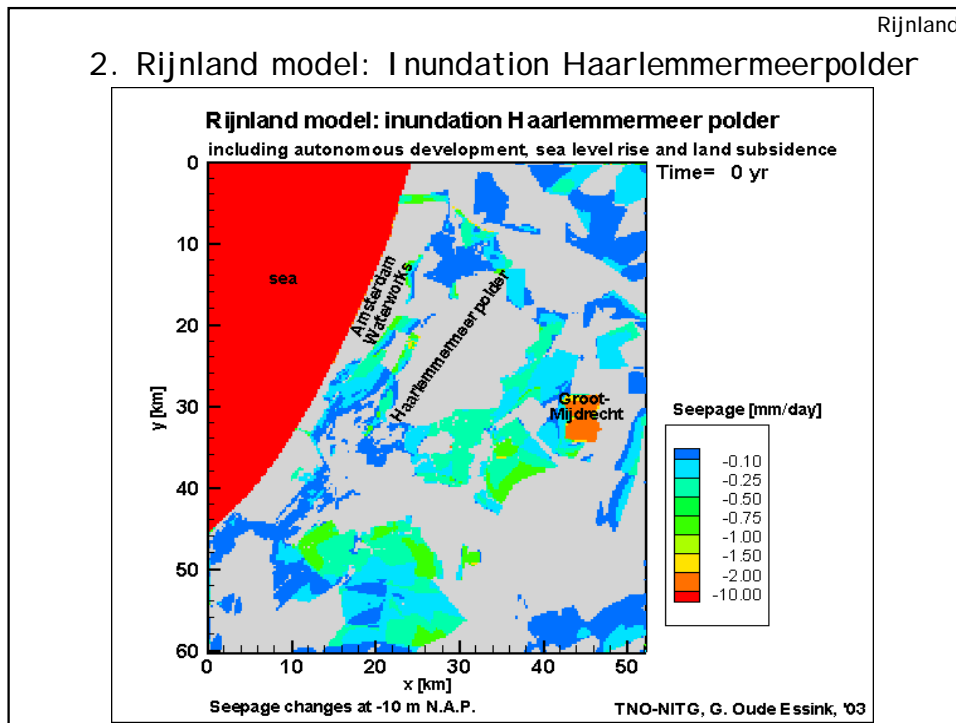 Rijnland
2. Rijnland model: Inundation Haarlemmermeerpolder
Rijnland model: inundation Haarlemmermeer polder
including autonomous development, sea level rise and land subsidence
Time= 0 yr
0
10
20
30
40
50
60
y [km]
sea
Amsterdam
Waterworks
Haarlemmermeer polder
Groot-
Mijdrecht
0
10
20
30
40
50
x [km]
Seepage [mm/day]
-0.10
-0.25
-0.50
-0.75
-1.00
-1.50
-2.00
-10.00
Seepage changes at -10 m N.A.P.
TNO-NITG, G. Oude Essink, '03